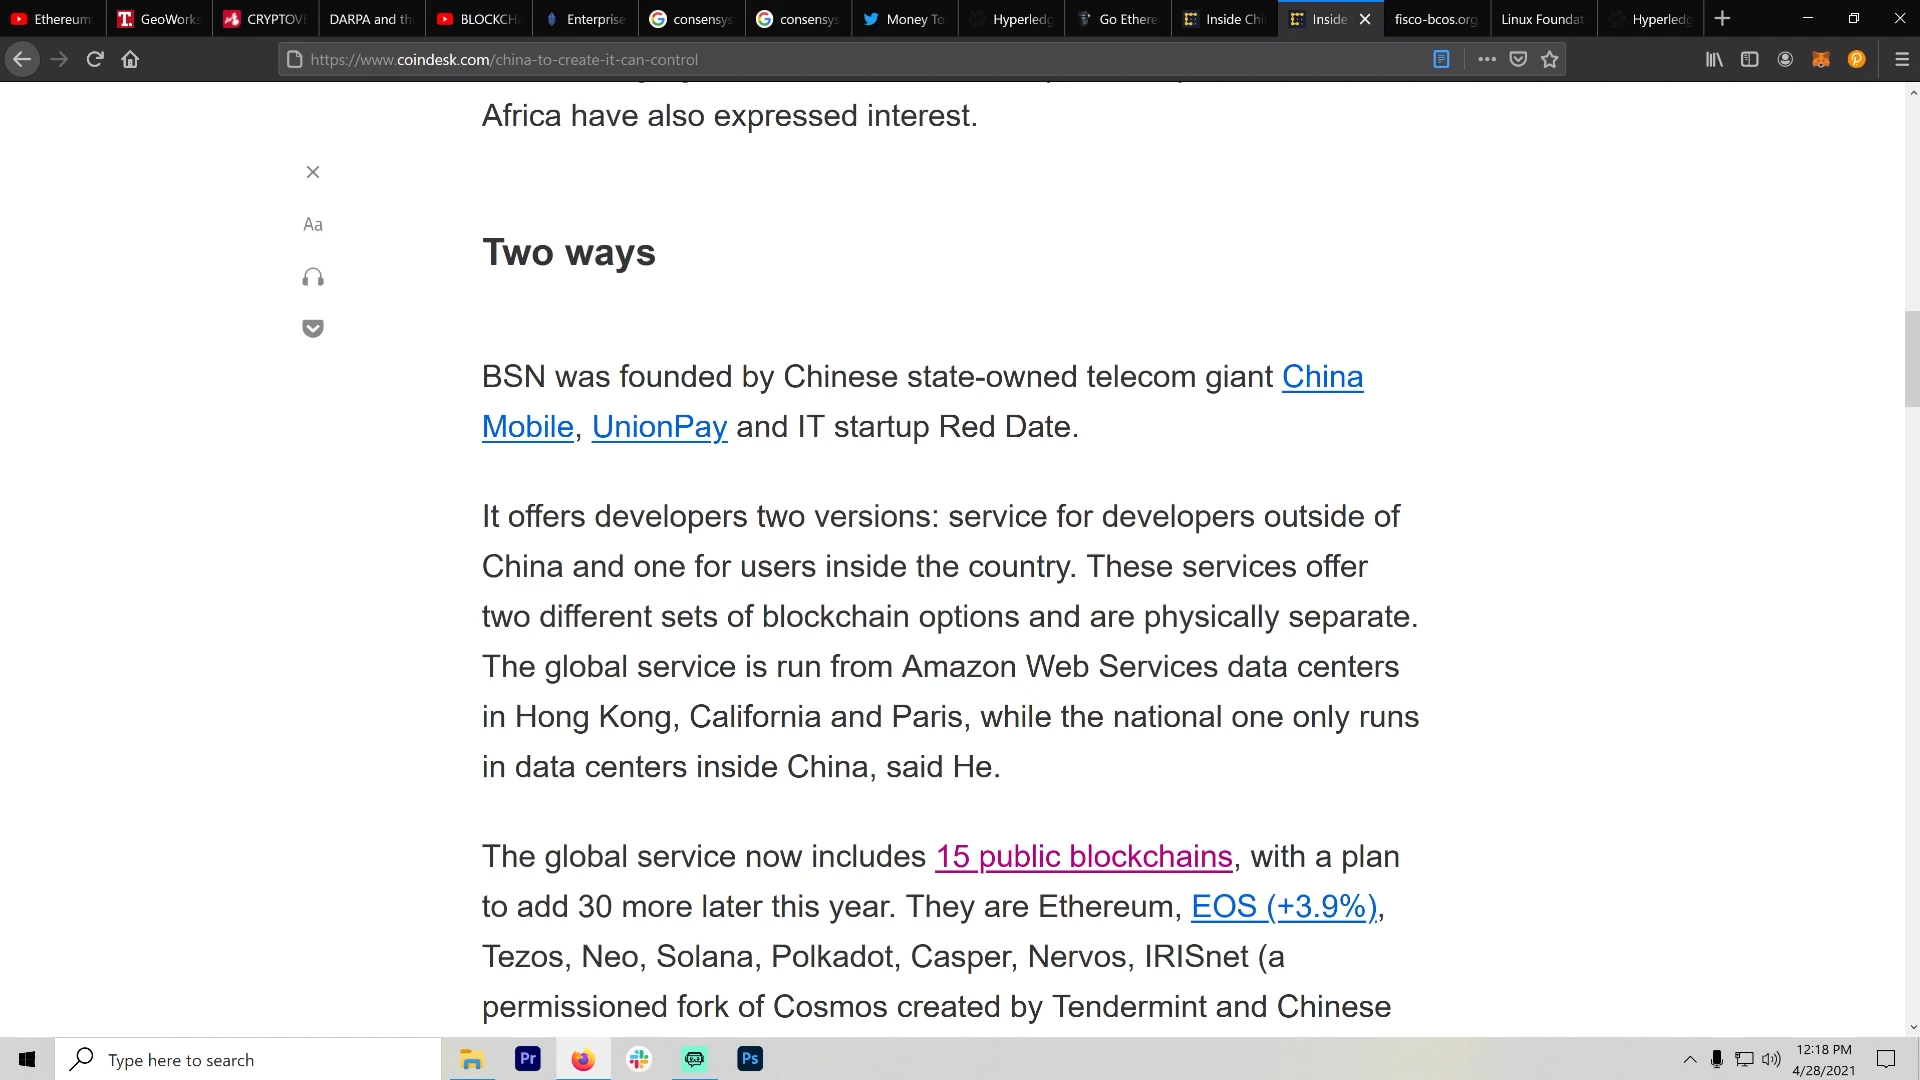 Ethereum:
GeoWorks
CRYPTOV
DARPA and th
BLOCKCH
Enterprise
consensys
consensys
Money To
Hyperledg
Go Ethere
Inside Chi
Inside
fisco-bcos.org
Linux Foundat
Hyperledg
https://www.coindesk.com/china-to-create-it-can-control
Africa have also expressed interest.
Aa
Two ways
BSN was founded by Chinese state-owned telecom giant China
Mobile, UnionPay and IT startup Red Date.
It offers developers two versions: service for developers outside of
China and one for users inside the country. These services offer
two different sets of blockchain options and are physically separate.
The global service is run from Amazon Web Services data centers
in Hong Kong, California and Paris, while the national one only runs
in data centers inside China, said He.
The global service now includes 15 public blockchains, with a plan
to add 30 more later this year. They are Ethereum, EOS (+3.9%),
Tezos, Neo, Solana, Polkadot, Casper, Nervos, IRISnet (a
permissioned fork of Cosmos created by Tendermint and Chinese
Type here to search
Pr
Ps
12:18 PM
4/28/2021